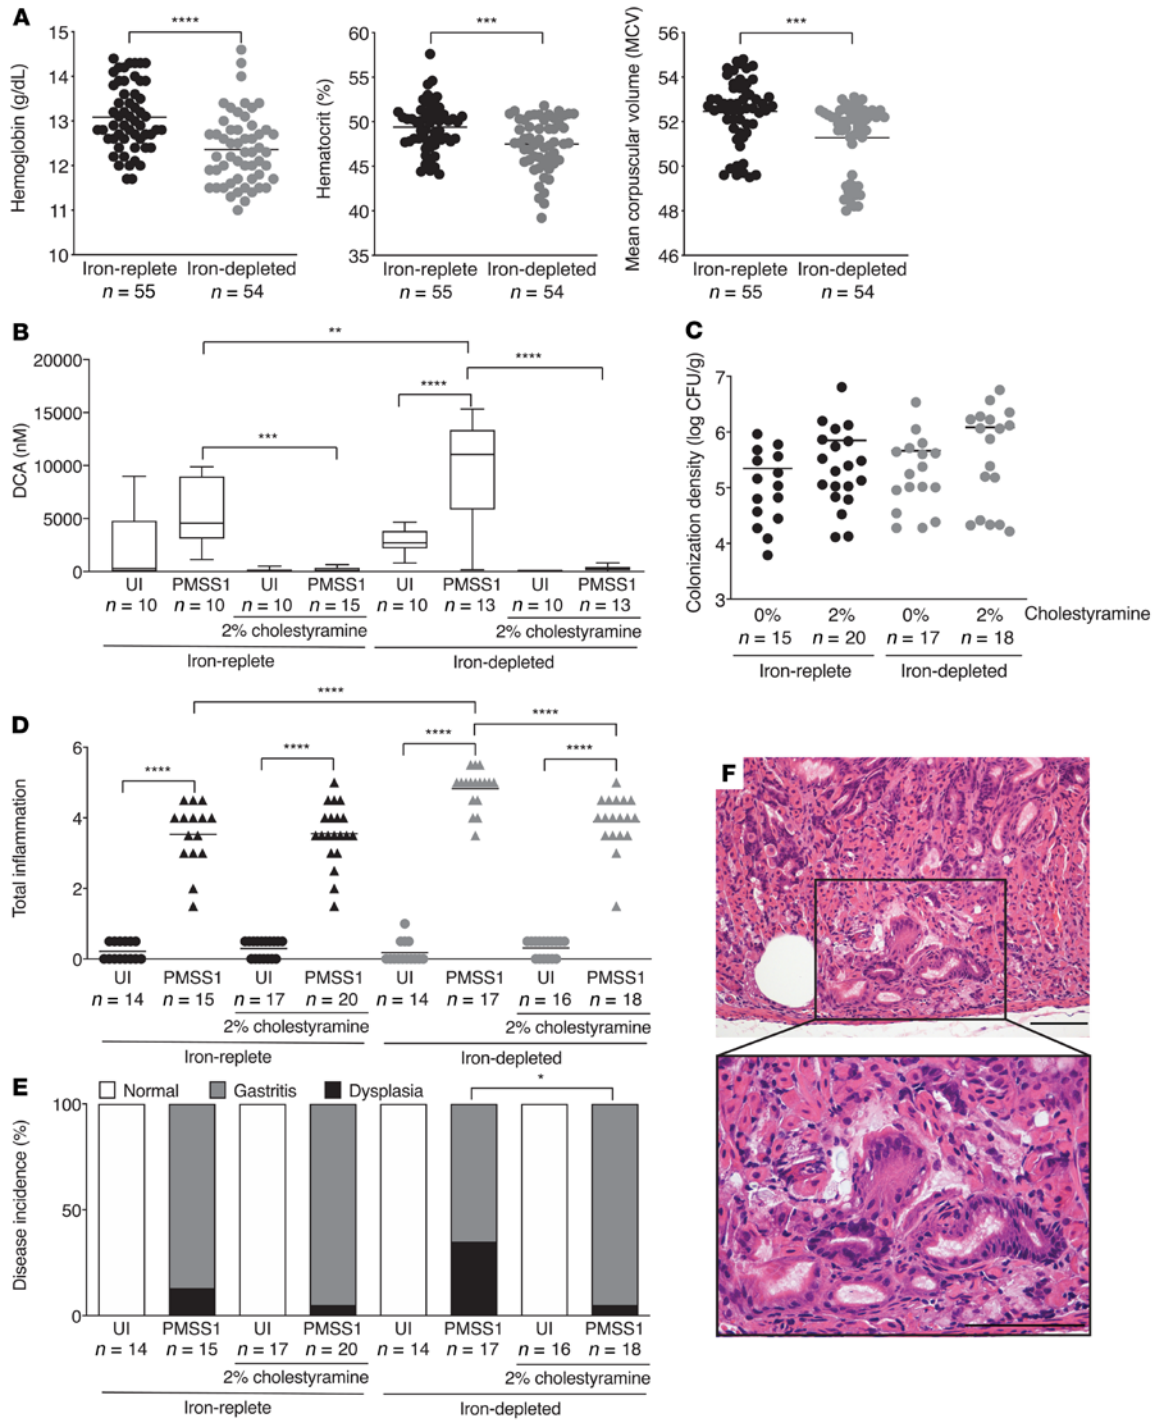 A
Hemoglobin (g/dL)
15
14
13
12
11
10
****
Iron-replete
n = 55
Iron-depleted
n = 54
Hematocrit (%)
60
55
50
45
40
35
***
Iron-replete
n = 55
Iron-depleted
n = 54
Mean corpuscular volume (MCV)
56
54
52
50
48
46
***
Iron-replete
n = 55
Iron-depleted
n = 54
B
DCA (nM)
20000
15000
10000
5000
0
**
****
****
***
UI PMSS1 UI PMSS1 UI PMSS1 UI PMSS1
n = 10 n = 10 n = 10 n = 15 n = 10 n = 13 n = 10 n = 13
2% cholestyramine 2% cholestyramine
Iron-replete Iron-depleted
C
Colonization density (log CFU/g)
7
6
5
4
3
0% 2% 0% 2% Cholestyramine
n = 15 n = 20 n = 17 n = 18
Iron-replete Iron-depleted
D
Total inflammation
6
4
2
0
****
****
****
****
****
****
UI PMSS1 UI PMSS1 UI PMSS1 UI PMSS1
n = 14 n = 15 n = 17 n = 20 n = 14 n = 17 n = 16 n = 18
2% cholestyramine 2% cholestyramine
Iron-replete Iron-depleted
E
Normal Gastritis Dysplasia
*
Disease incidence (%)
100
50
0
UI PMSS1 UI PMSS1 UI PMSS1 UI PMSS1
n = 14 n = 15 n = 17 n = 20 n = 14 n = 17 n = 16 n = 18
2% cholestyramine 2% cholestyramine
Iron-replete Iron-depleted
F